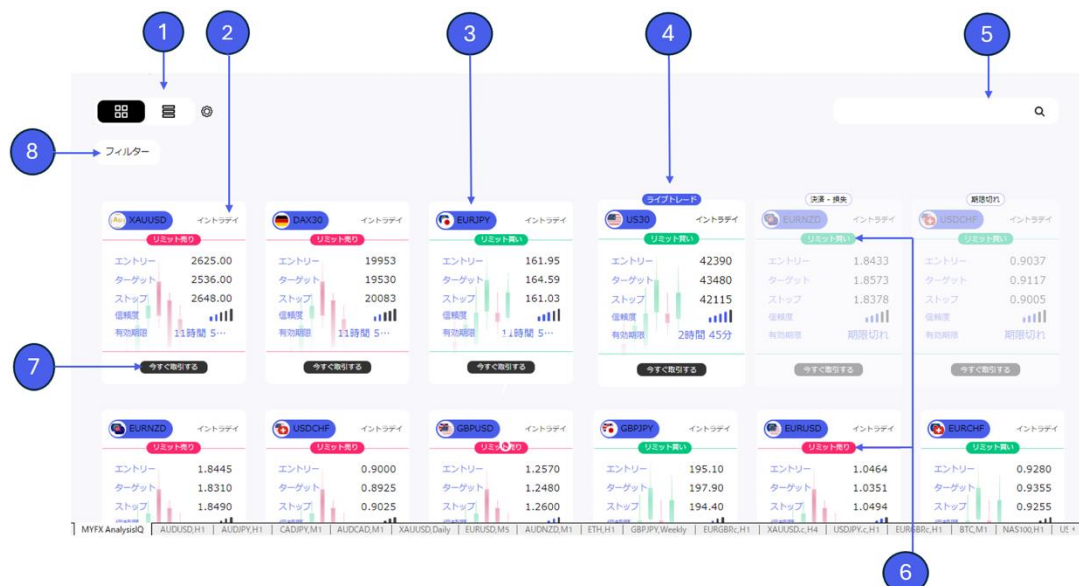 1
2
3
4
5
8
フィルター
ライブトレード
決済 - 損失
期限切れ
XAUUSD イントラデイ
リミット売り
エントリー 2625.00
ターゲット 2536.00
ストップ 2648.00
信頼度
有効期限 11時間 5…
今すぐ取引する
DAX30 イントラデイ
リミット売り
エントリー 19953
ターゲット 19530
ストップ 20083
信頼度
有効期限 11時間 5…
今すぐ取引する
EURJPY イントラデイ
リミット買い
エントリー 161.95
ターゲット 164.59
ストップ 161.03
信頼度
有効期限 11時間 5…
今すぐ取引する
US30 イントラデイ
リミット買い
エントリー 42390
ターゲット 43480
ストップ 42115
信頼度
有効期限 2時間 45分
今すぐ取引する
EURNZD イントラデイ
リミット買い
エントリー 1.8433
ターゲット 1.8573
ストップ 1.8378
信頼度
有効期限 期限切れ
今すぐ取引する
USDCHF イントラデイ
リミット買い
エントリー 0.9037
ターゲット 0.9117
ストップ 0.9005
信頼度
有効期限 期限切れ
今すぐ取引する
7
EURNZD イントラデイ
リミット売り
エントリー 1.8445
ターゲット 1.8310
ストップ 1.8490
USDCHF イントラデイ
リミット売り
エントリー 0.9000
ターゲット 0.8925
ストップ 0.9025
GBPUSD イントラデイ
リミット売り
エントリー 1.2570
ターゲット 1.2480
ストップ 1.2600
GBPJPY イントラデイ
リミット買い
エントリー 195.10
ターゲット 197.90
ストップ 194.40
EURUSD イントラデイ
リミット売り
エントリー 1.0464
ターゲット 1.0351
ストップ 1.0494
EURCHF イントラデイ
リミット買い
エントリー 0.9280
ターゲット 0.9355
ストップ 0.9255
MYFX AnalysisIQ AUDUSD,H1 AUDJPY,H1 CADJPY,M1 AUDCAD,M1 XAUUSD,Daily EURUSD,M5 AUDNZD,M1 ETH,H1 GBPJPY,Weekly EURGBRc,H1 XAUUSD.c,H4 USDJPY.c,H1 EURGBRc,H1 BTC,M1 NAS100,H1
6